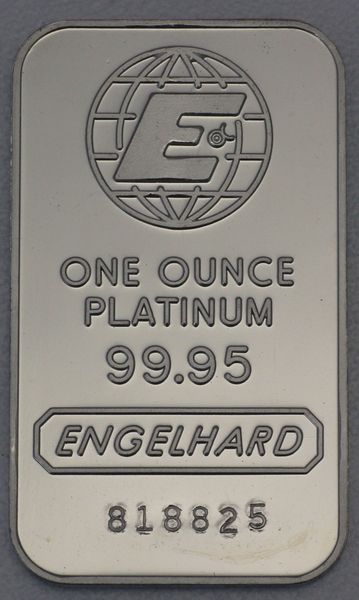 E
ONE OUNCE
PLATINUM
99.95
ENGELHARD
818825